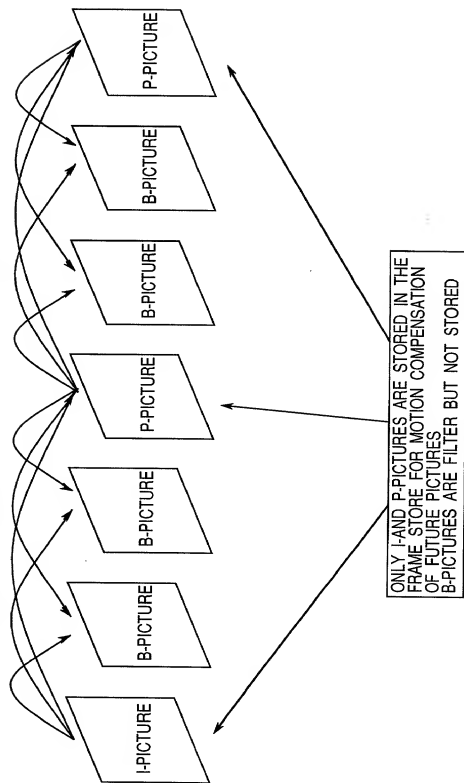 I-PICTURE
B-PICTURE
B-PICTURE
P-PICTURE
B-PICTURE
B-PICTURE
P-PICTURE
ONLY I-AND P-PICTURES ARE STORED IN THE
FRAME STORE FOR MOTION COMPENSATION
OF FUTURE PICTURES
B-PICTURES ARE FILTER BUT NOT STORED